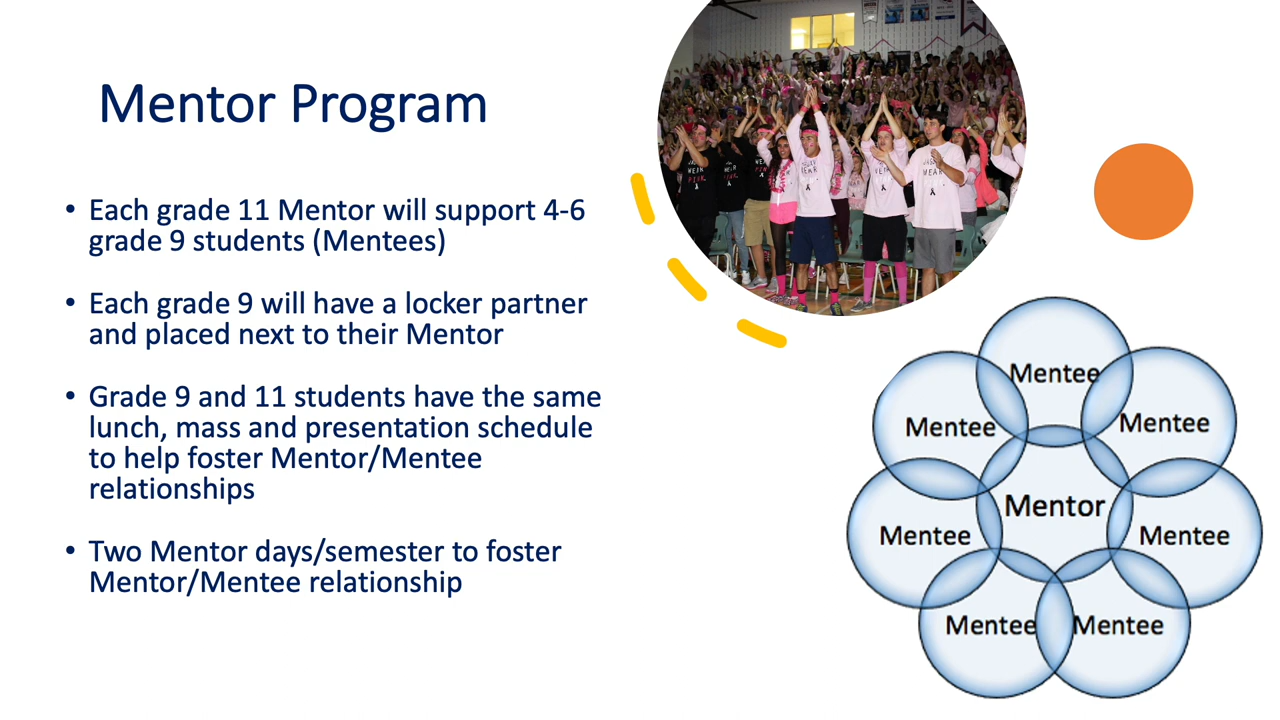 Mentor Program
• Each grade 11 Mentor will support 4-6
grade 9 students (Mentees)
• Each grade 9 will have a locker partner
and placed next to their Mentor
• Grade 9 and 11 students have the same
lunch, mass and presentation schedule
to help foster Mentor/Mentee
relationships
• Two Mentor days/semester to foster
Mentor/Mentee relationship
Mentee
Mentee
Mentee
Mentor
Mentee
Mentee
Mentee
Mentee